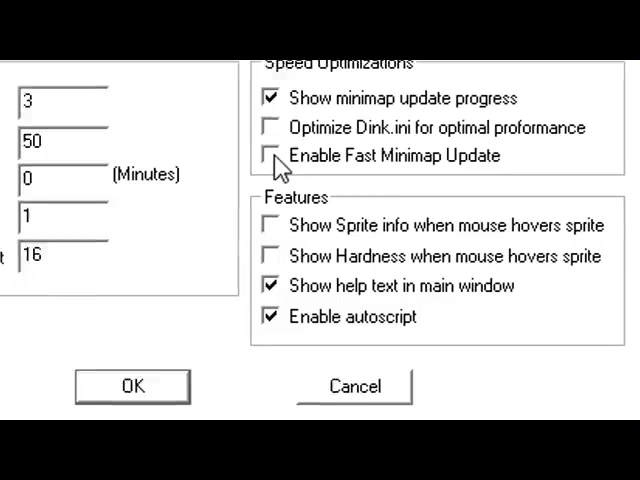 Speed Optimizations
3
Show minimap update progress
50
Optimize Dink.ini for optimal proformance
0
(Minutes)
Enable Fast Minimap Update
1
Features
16
Show Sprite info when mouse hovers sprite
Show Hardness when mouse hovers sprite
Show help text in main window
Enable autoscript
OK
Cancel